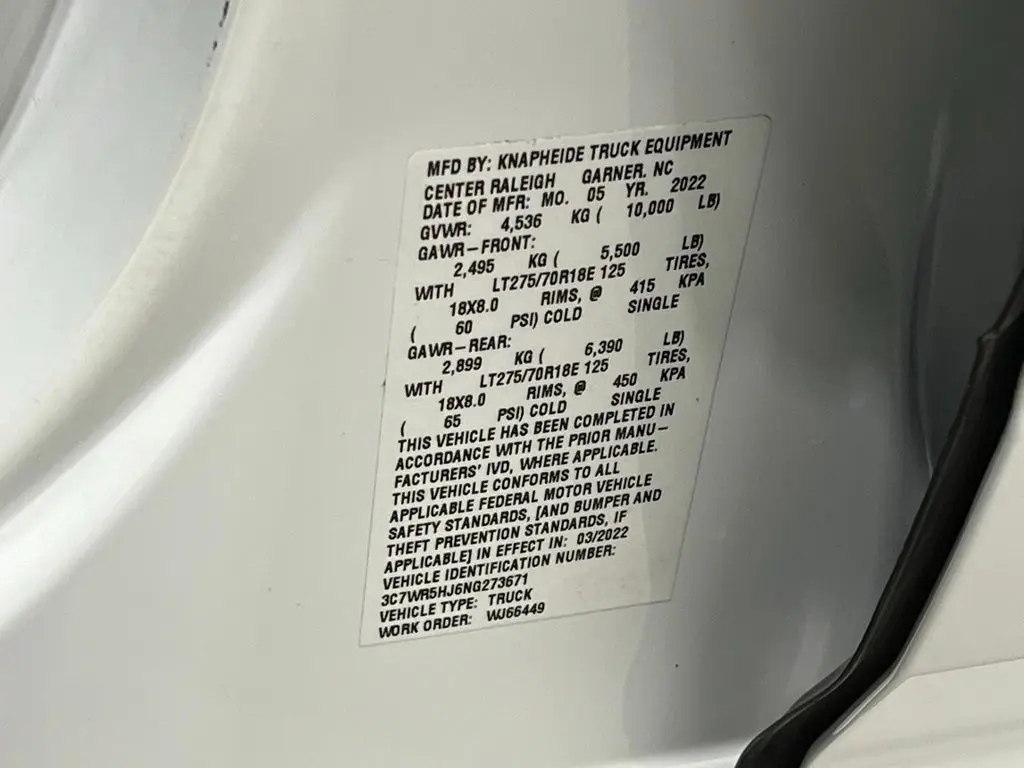 MFD BY: KNAPHEIDE TRUCK EQUIPMENT
CENTER RALEIGH GARNER, NC
DATE OF MFR: MO. 05 YR. 2022
GVWR: 4,536 KG ( 10,000 LB)
GAWR-FRONT:
2,495 KG ( 5,500 LB)
WITH LT275/70R18E 125 TIRES,
18X8.0 RIMS, @ 415 KPA
( 60 PSI) COLD SINGLE
GAWR-REAR:
2,899 KG ( 6,390 LB)
WITH LT275/70R18E 125 TIRES,
18X8.0 RIMS, @ 450 KPA
( 65 PSI) COLD SINGLE
THIS VEHICLE HAS BEEN COMPLETED IN
ACCORDANCE WITH THE PRIOR MANU-
FACTURERS' IVD, WHERE APPLICABLE.
THIS VEHICLE CONFORMS TO ALL
APPLICABLE FEDERAL MOTOR VEHICLE
SAFETY STANDARDS, [AND BUMPER AND
THEFT PREVENTION STANDARDS, IF
APPLICABLE] IN EFFECT IN: 03/2022
VEHICLE IDENTIFICATION NUMBER:
3C7WR5HJ6NG273671
VEHICLE TYPE: TRUCK
WORK ORDER: WJ66449